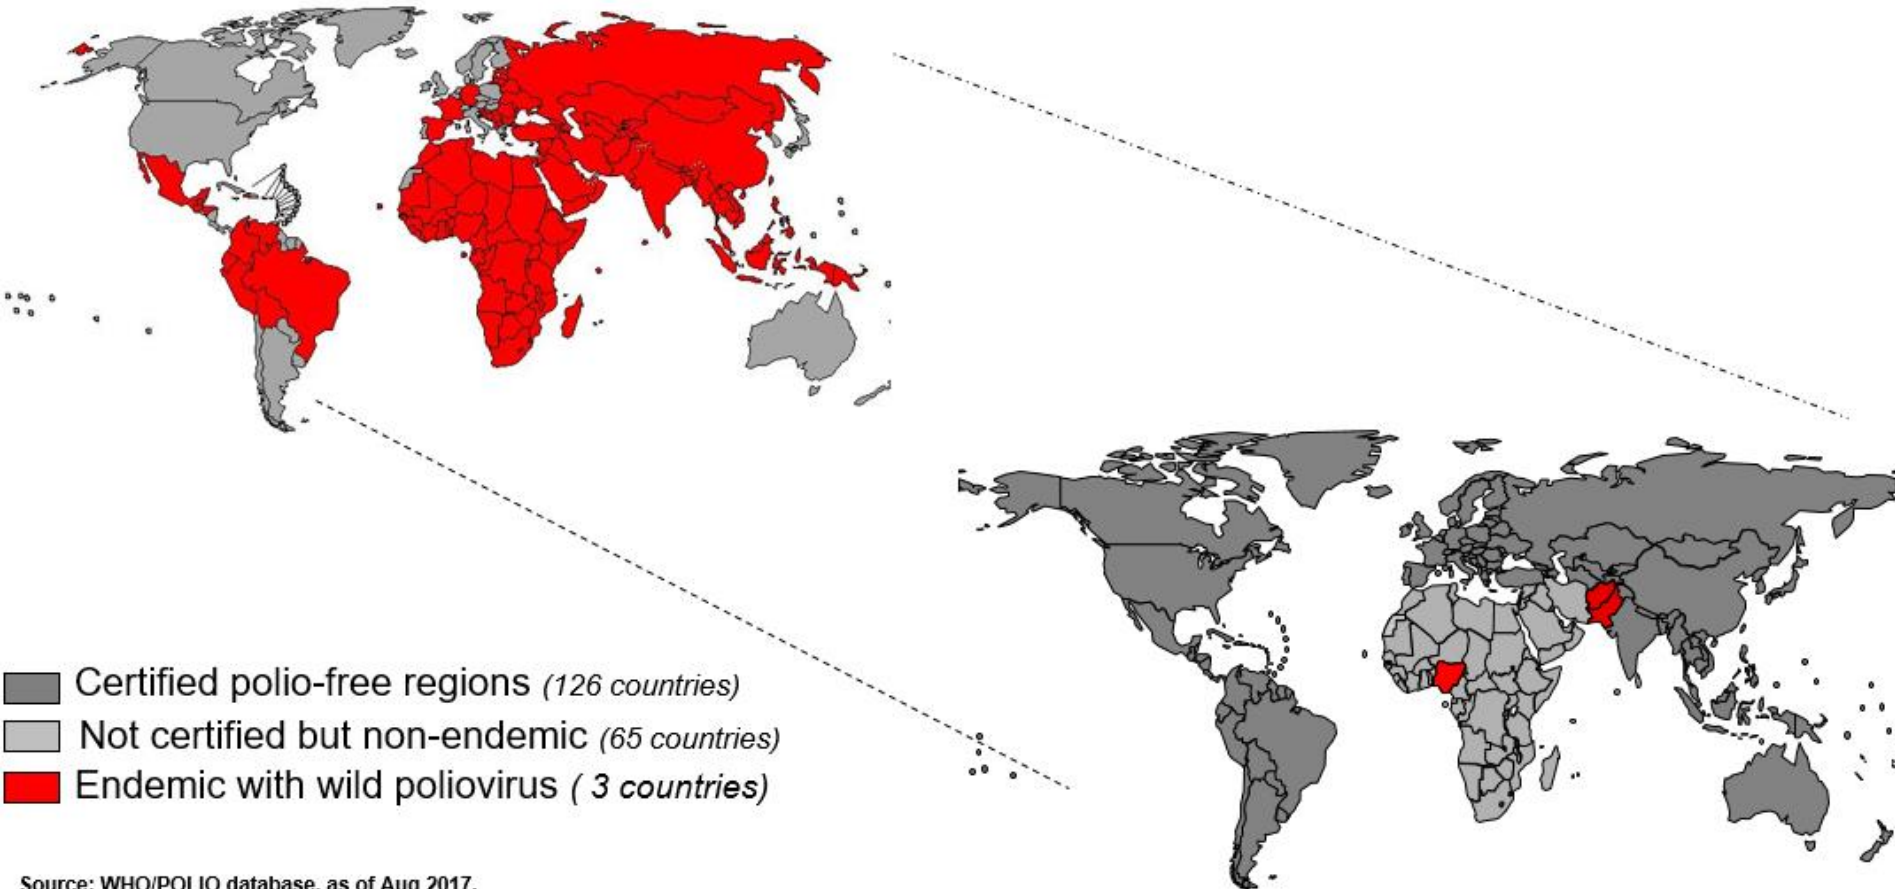 Certified polio-free regions (126 countries)
Not certified but non-endemic (65 countries)
Endemic with wild poliovirus ( 3 countries)
Source: WHO/POLIO database, as of Aug 2017.